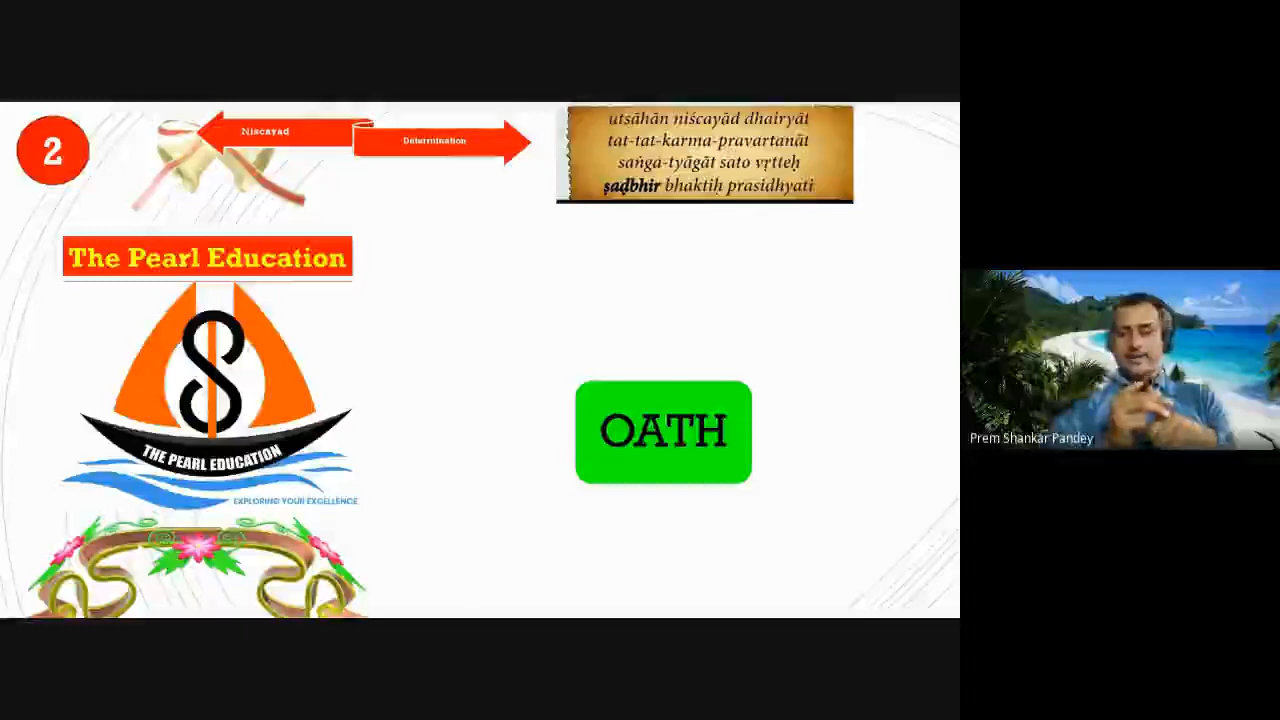 2
Niscayad
Determination
utsāhān niścayād dhairyāt
tat-tat-karma-pravartanāt
saṅga-tyāgāt sato vṛtteḥ
ṣaḍbhir bhaktiḥ prasidhyati
The Pearl Education
THE PEARL EDUCATION
EXPLORING YOUR EXCELLENCE
OATH
Prem Shankar Pandey